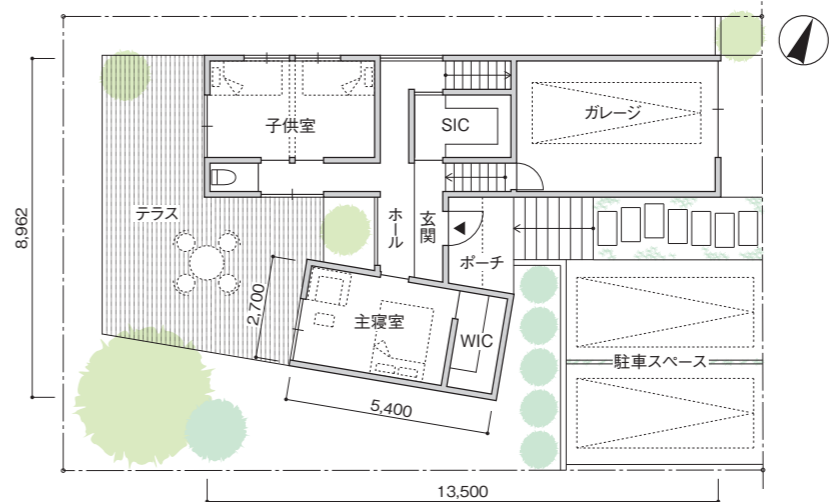 子供室
SIC
ガレージ
テラス
ホール
玄関
ポーチ
主寝室
WIC
駐車スペース
8,962
2,700
5,400
13,500